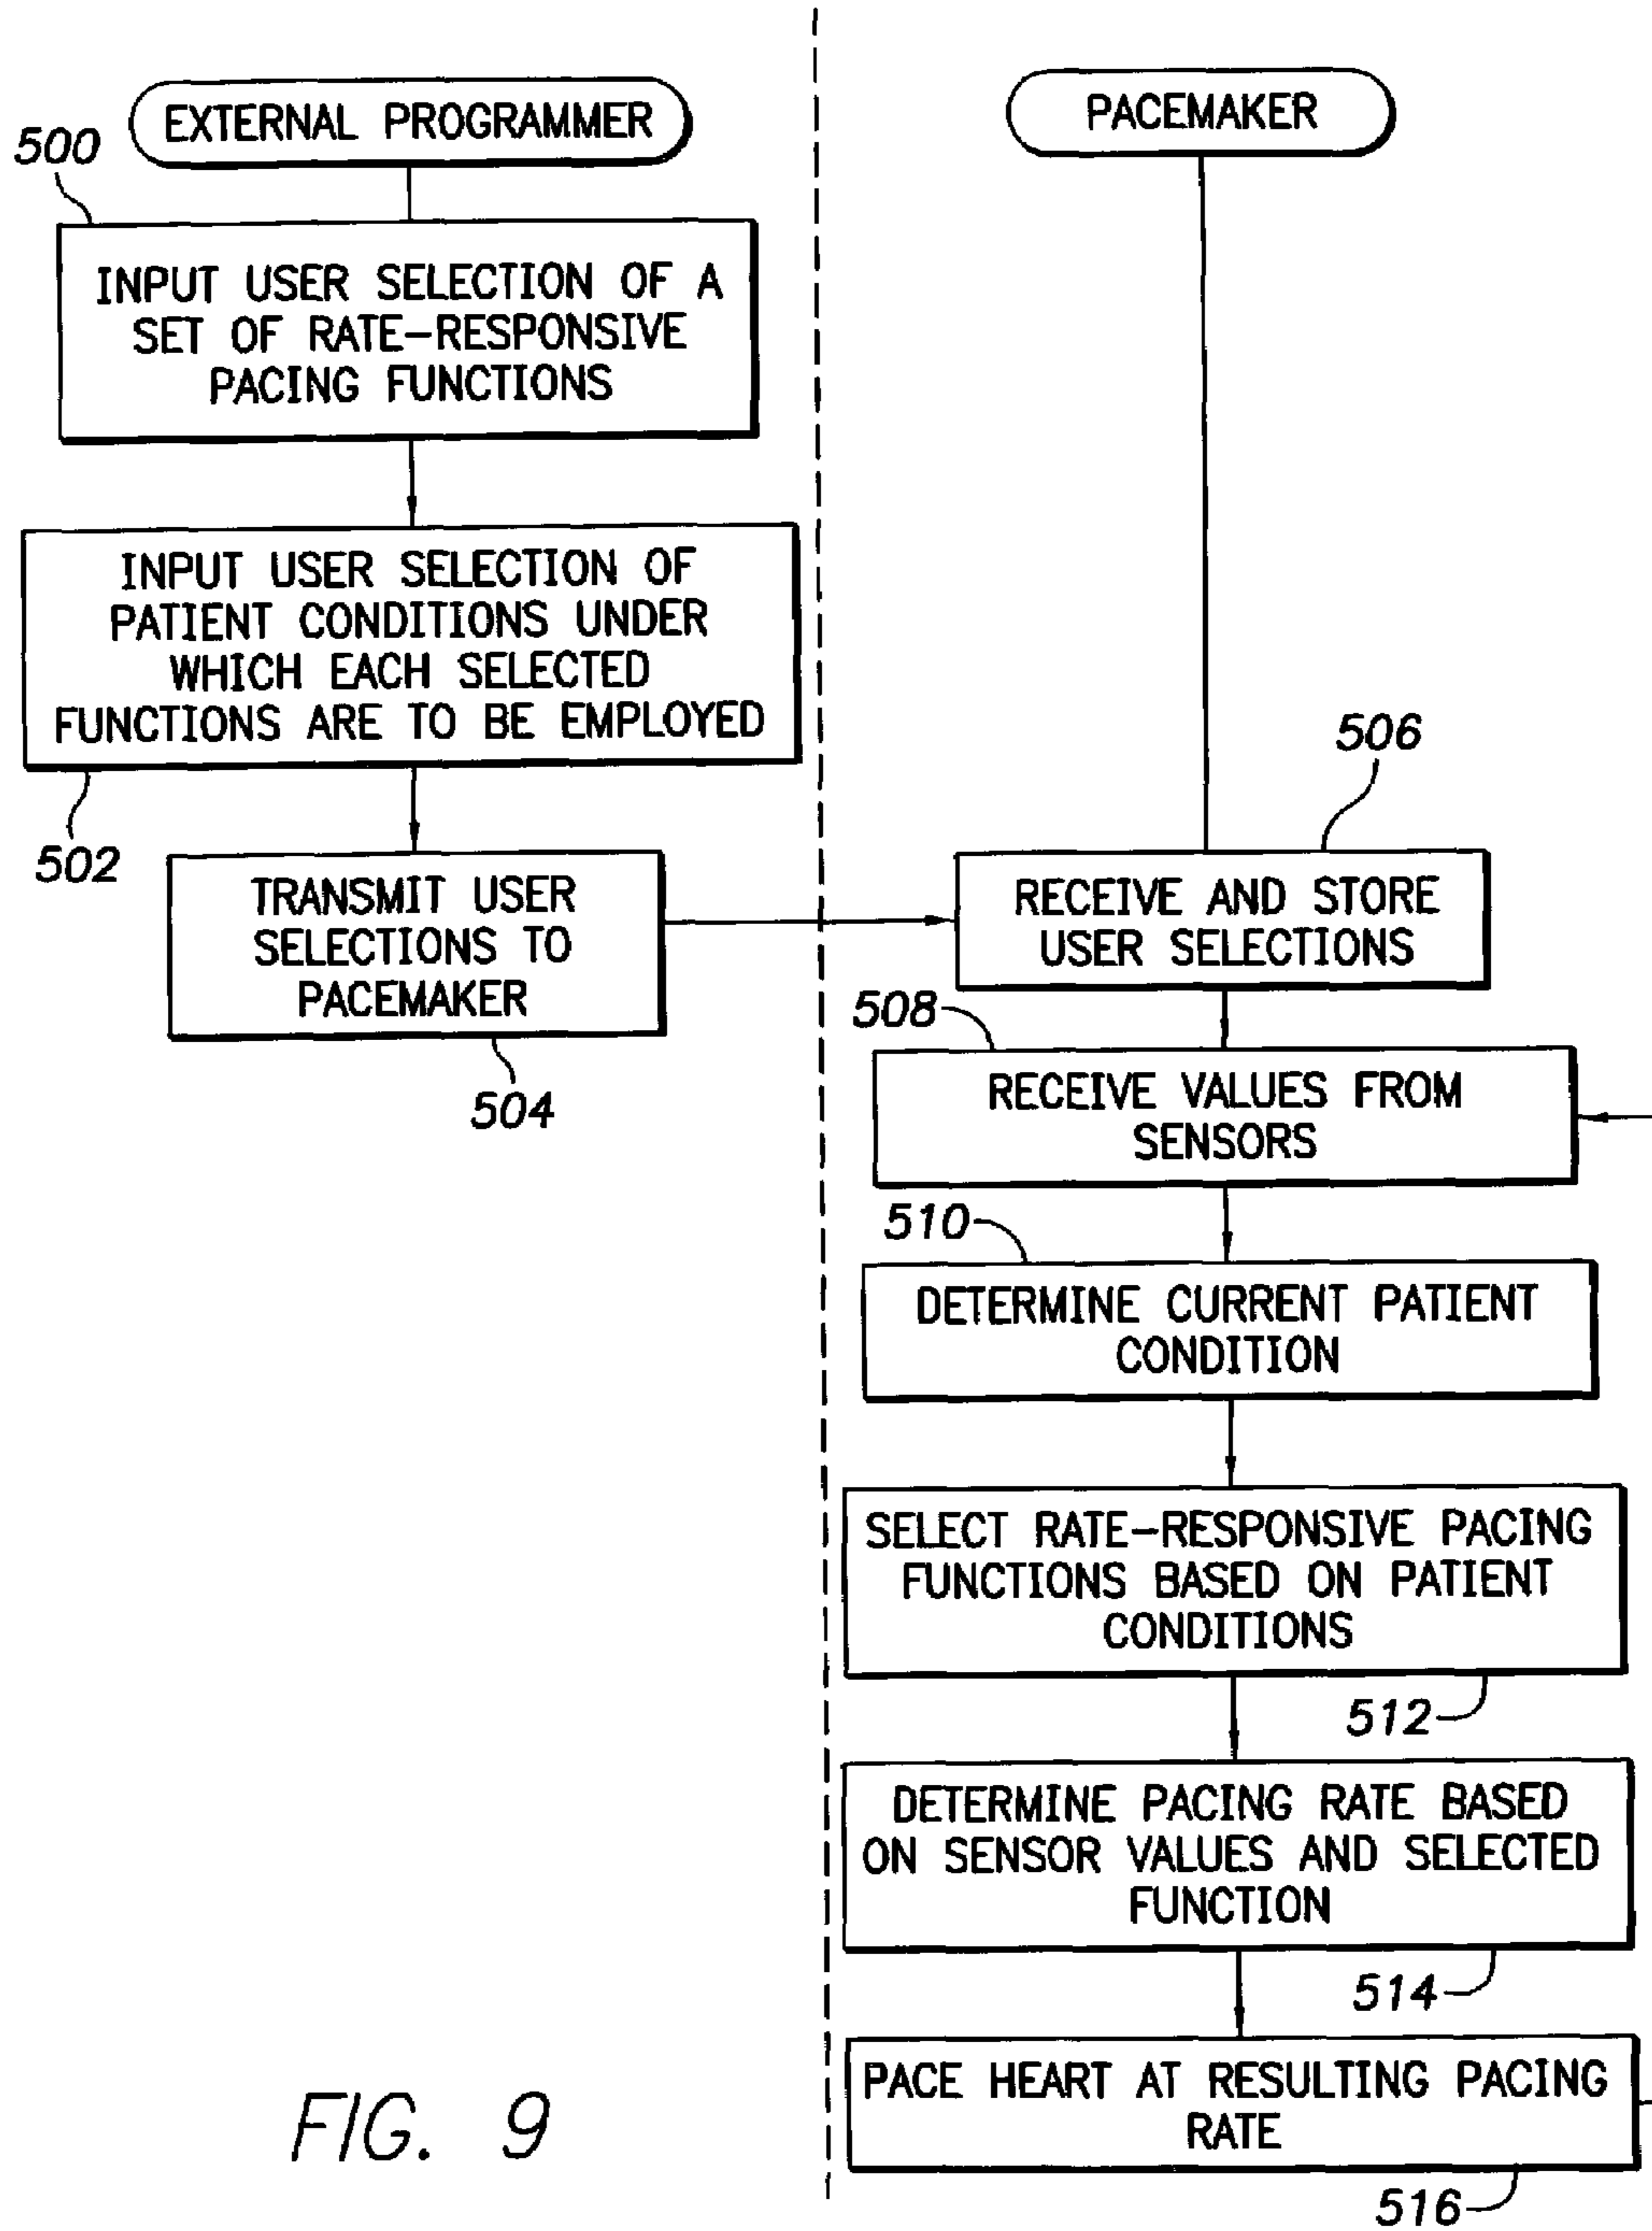 EXTERNAL PROGRAMMER
500
INPUT USER SELECTION OF A
SET OF RATE-RESPONSIVE
PACING FUNCTIONS
INPUT USER SELECTION OF
PATIENT CONDITIONS UNDER
WHICH EACH SELECTED
FUNCTIONS ARE TO BE EMPLOYED
502
TRANSMIT USER
SELECTIONS TO
PACEMAKER
504
PACEMAKER
506
RECEIVE AND STORE
USER SELECTIONS
508
RECEIVE VALUES FROM
SENSORS
510
DETERMINE CURRENT PATIENT
CONDITION
SELECT RATE-RESPONSIVE PACING
FUNCTIONS BASED ON PATIENT
CONDITIONS
512
DETERMINE PACING RATE BASED
ON SENSOR VALUES AND SELECTED
FUNCTION
514
PACE HEART AT RESULTING PACING
RATE
516
FIG. 9